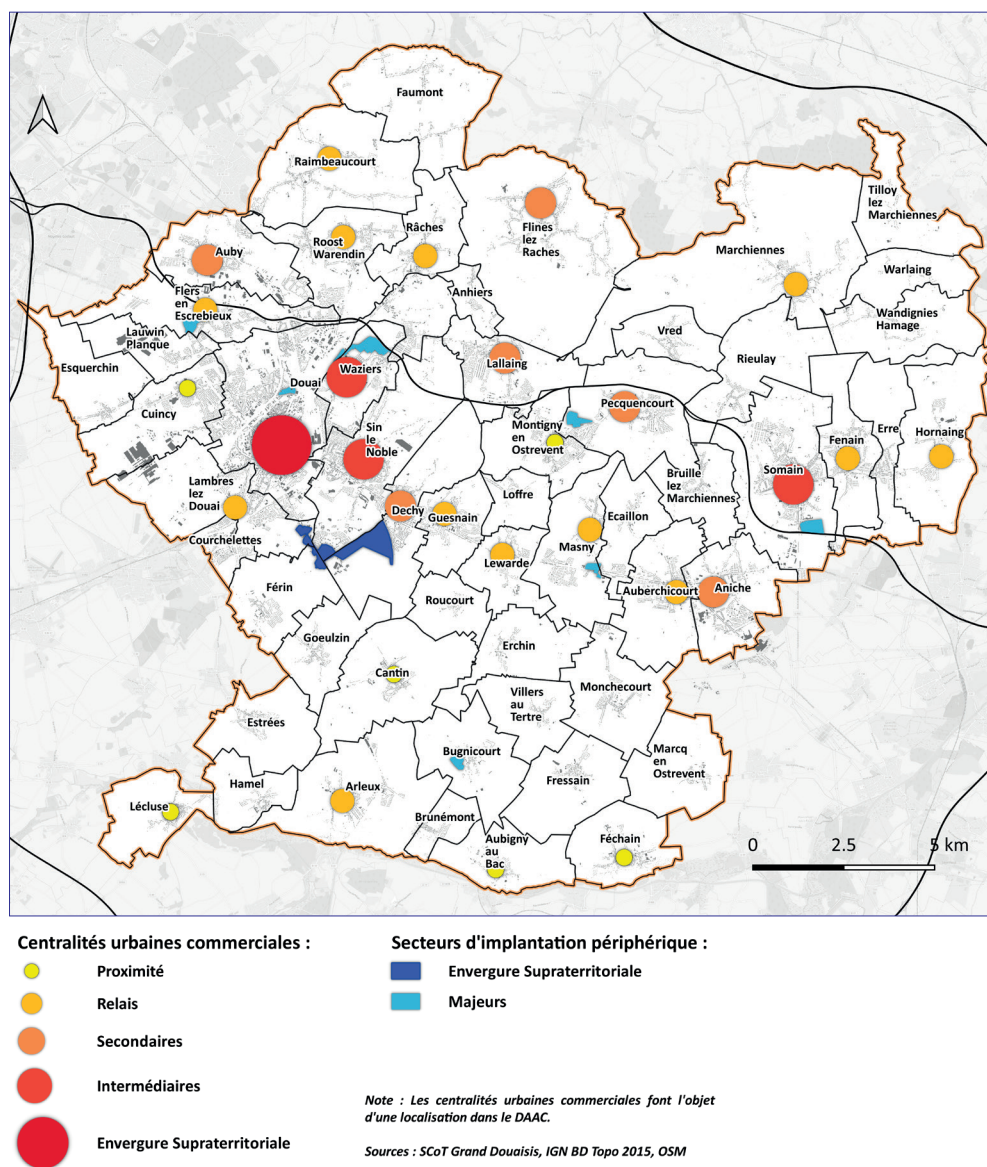 Faumont
Raimbeaucourt
Tilloy
lez
Marchiennes
Flines
lez
Raches
Râches
Roost
Warendin
Auby
Marchiennes
Warlaing
Flers
en
Escrebieux
Anhiers
Wandignies
Hamage
Lauwin
Planque
Vred
Rieulay
Esquerchin
Waziers
Lallaing
Douai
Cuincy
Pecquencourt
Sin
le
Noble
Montigny
en
Ostrevent
Fenain
Erre
Hornaing
Bruille
lez
Marchiennes
Somain
Lambres
lez
Douai
Loffre
Dechy
Guesnain
Ecaillon
Courchelettes
Masny
Lewarde
Férin
Roucourt
Auberchicourt
Aniche
Goeulzin
Erchin
Cantin
Monchecourt
Villers
au
Tertre
Estrées
Bugnicourt
Marcq
en
Ostrevent
Hamel
Arleux
Fressain
Lécluse
Brunémont
Aubigny
au
Bac
Féchain
0 2.5 5 km
Centralités urbaines commerciales :
Proximité
Relais
Secondaires
Intermédiaires
Envergure Supraterritoriale
Secteurs d'implantation périphérique :
Envergure Supraterritoriale
Majeurs
Note : Les centralités urbaines commerciales font l'objet
d'une localisation dans le DAAC.
Sources : SCoT Grand Douaisis, IGN BD Topo 2015, OSM